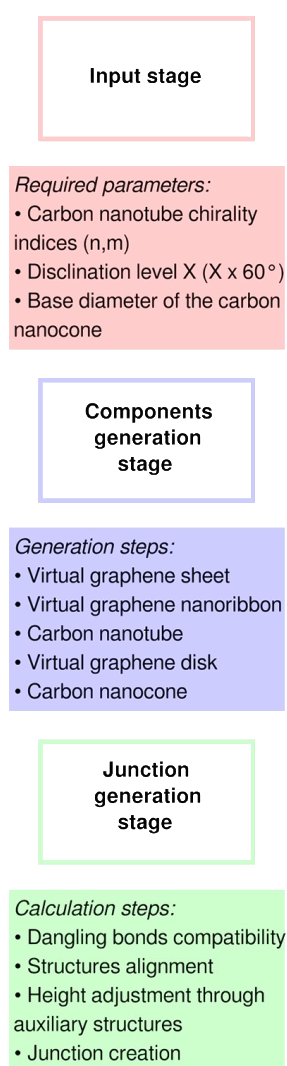 Input stage
Required parameters:
• Carbon nanotube chirality
indices (n,m)
• Disclination level X (X x 60°)
• Base diameter of the carbon
nanocone
Components
generation
stage
Generation steps:
• Virtual graphene sheet
• Virtual graphene nanoribbon
• Carbon nanotube
• Virtual graphene disk
• Carbon nanocone
Junction
generation
stage
Calculation steps:
• Dangling bonds compatibility
• Structures alignment
• Height adjustment through
auxiliary structures
• Junction creation